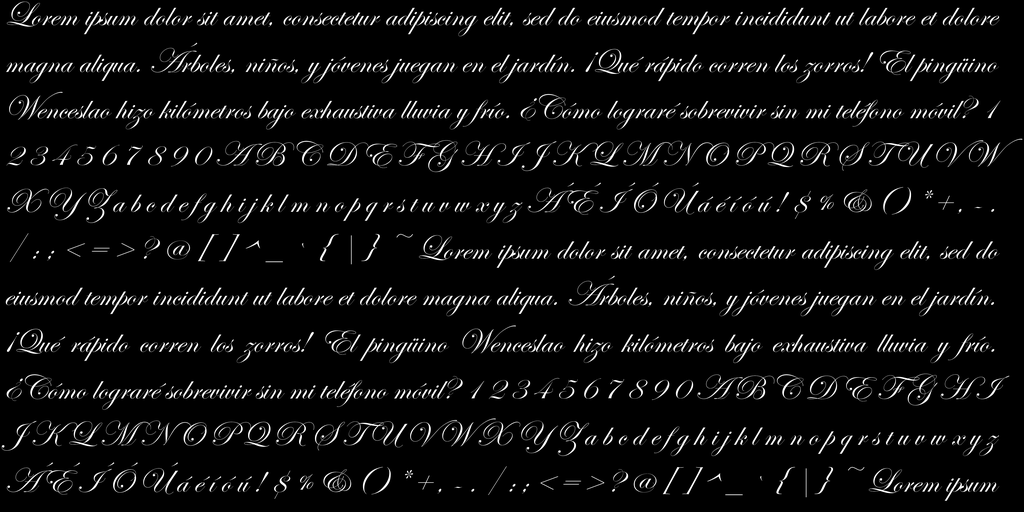 Lorem ipsum dolor sit amet, consectetur adipiscing elit, sed do eiusmod tempor incididunt ut labore et dolore
magna aliqua. Árboles, niños, y jóvenes juegan en el jardín. ¡Qué rápido corren los zorros! El pingüino
Wenceslao hizo kilómetros bajo exhaustiva lluvia y frío. ¿Cómo lograré sobrevivir sin mi teléfono móvil? 1
2 3 4 5 6 7 8 9 0 A B C D E F G H I J K L M N O P Q R S T U V W
X Y Z a b c d e f g h i j k l m n o p q r s t u v w x y z Á É Í Ó Ú á é í ó ú ! $ % & ( ) * + , - .
/ : ; < = > ? @ [ ] ^ _ ` { | } ~ Lorem ipsum dolor sit amet, consectetur adipiscing elit, sed do
eiusmod tempor incididunt ut labore et dolore magna aliqua. Árboles, niños, y jóvenes juegan en el jardín.
¡Qué rápido corren los zorros! El pingüino Wenceslao hizo kilómetros bajo exhaustiva lluvia y frío.
¿Cómo lograré sobrevivir sin mi teléfono móvil? 1 2 3 4 5 6 7 8 9 0 A B C D E F G H I
J K L M N O P Q R S T U V W X Y Z a b c d e f g h i j k l m n o p q r s t u v w x y z
Á É Í Ó Ú á é í ó ú ! $ % & ( ) * + , - . / : ; < = > ? @ [ ] ^ _ ` { | } ~ Lorem ipsum